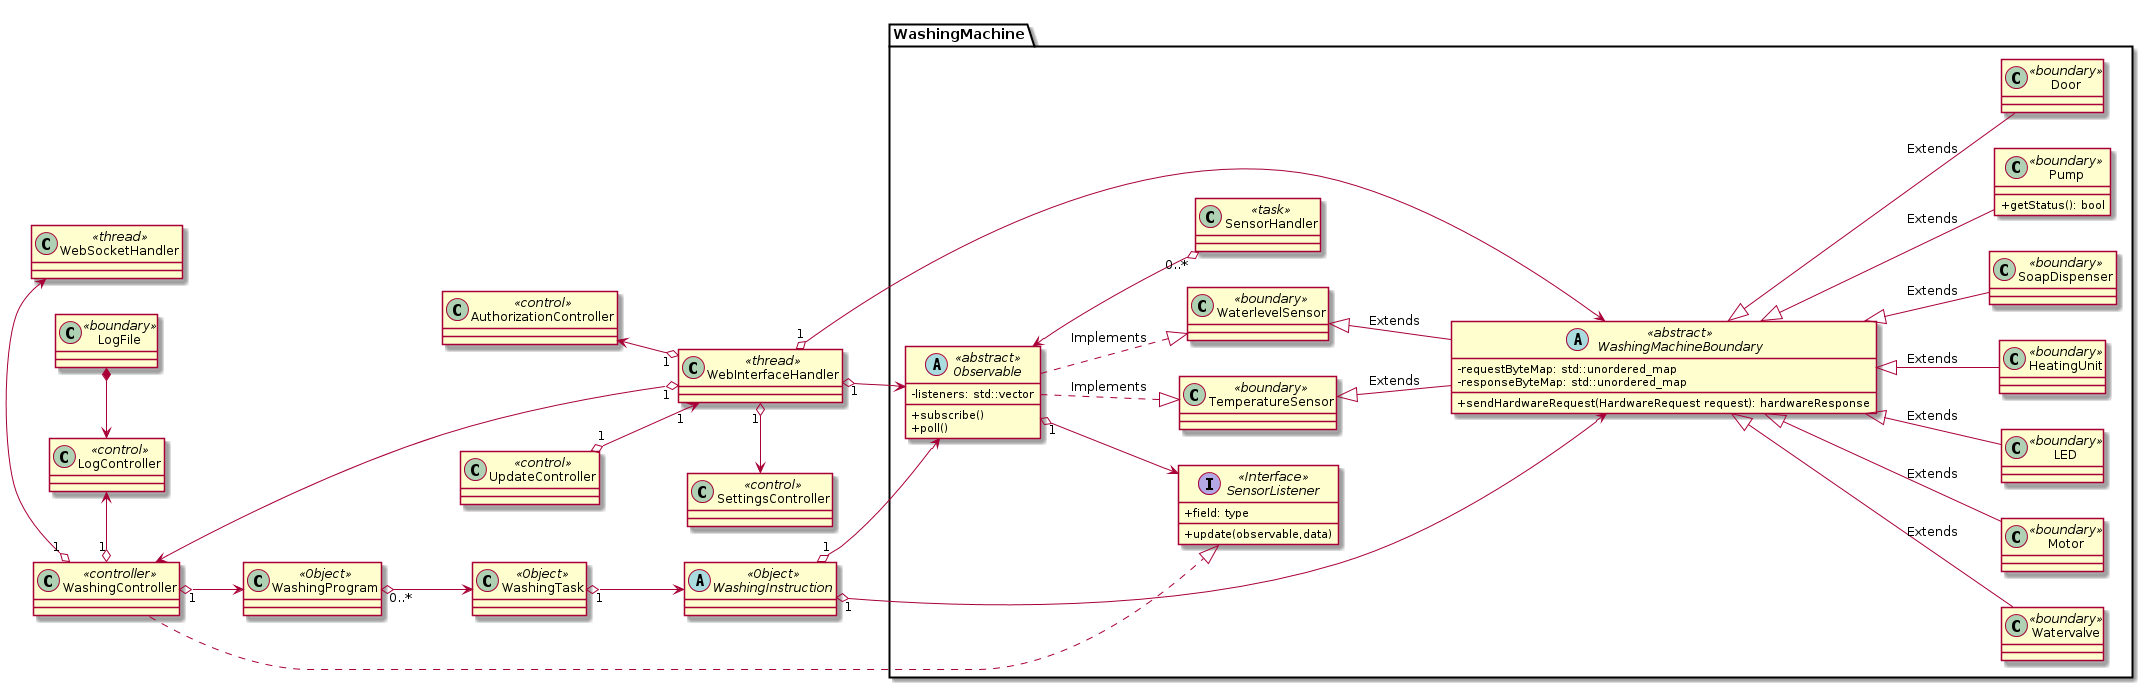 WashingMachine
«boundary»
Door
Extends
«boundary»
Pump
+getStatus(): bool
Extends
«task»
SensorHandler
0..*
«thread»
WebSocketHandler
«boundary»
SoapDispenser
Extends
«control»
AuthorizationController
«boundary»
WaterlevelSensor
Extends
Implements
«boundary»
LogFile
1
1
«thread»
WebInterfaceHandler
1
1
1
1
«abstract»
Observable
-listeners: std::vector
+subscribe()
+poll()
1
«abstract»
WashingMachineBoundary
-requestByteMap: std::unordered_map
-responseByteMap: std::unordered_map
+sendHardwareRequest(HardwareRequest request): hardwareResponse
«boundary»
HeatingUnit
Extends
Implements
«boundary»
TemperatureSensor
Extends
«control»
LogController
1
«control»
UpdateController
«control»
SettingsController
«boundary»
LED
Extends
«Interface»
SensorListener
+field: type
+update(observable,data)
«boundary»
Motor
Extends
1
1
«controller»
WashingController
1
«Object»
WashingProgram
0..*
«Object»
WashingTask
1
1
«Object»
WashingInstruction
1
«boundary»
Watervalve
Extends